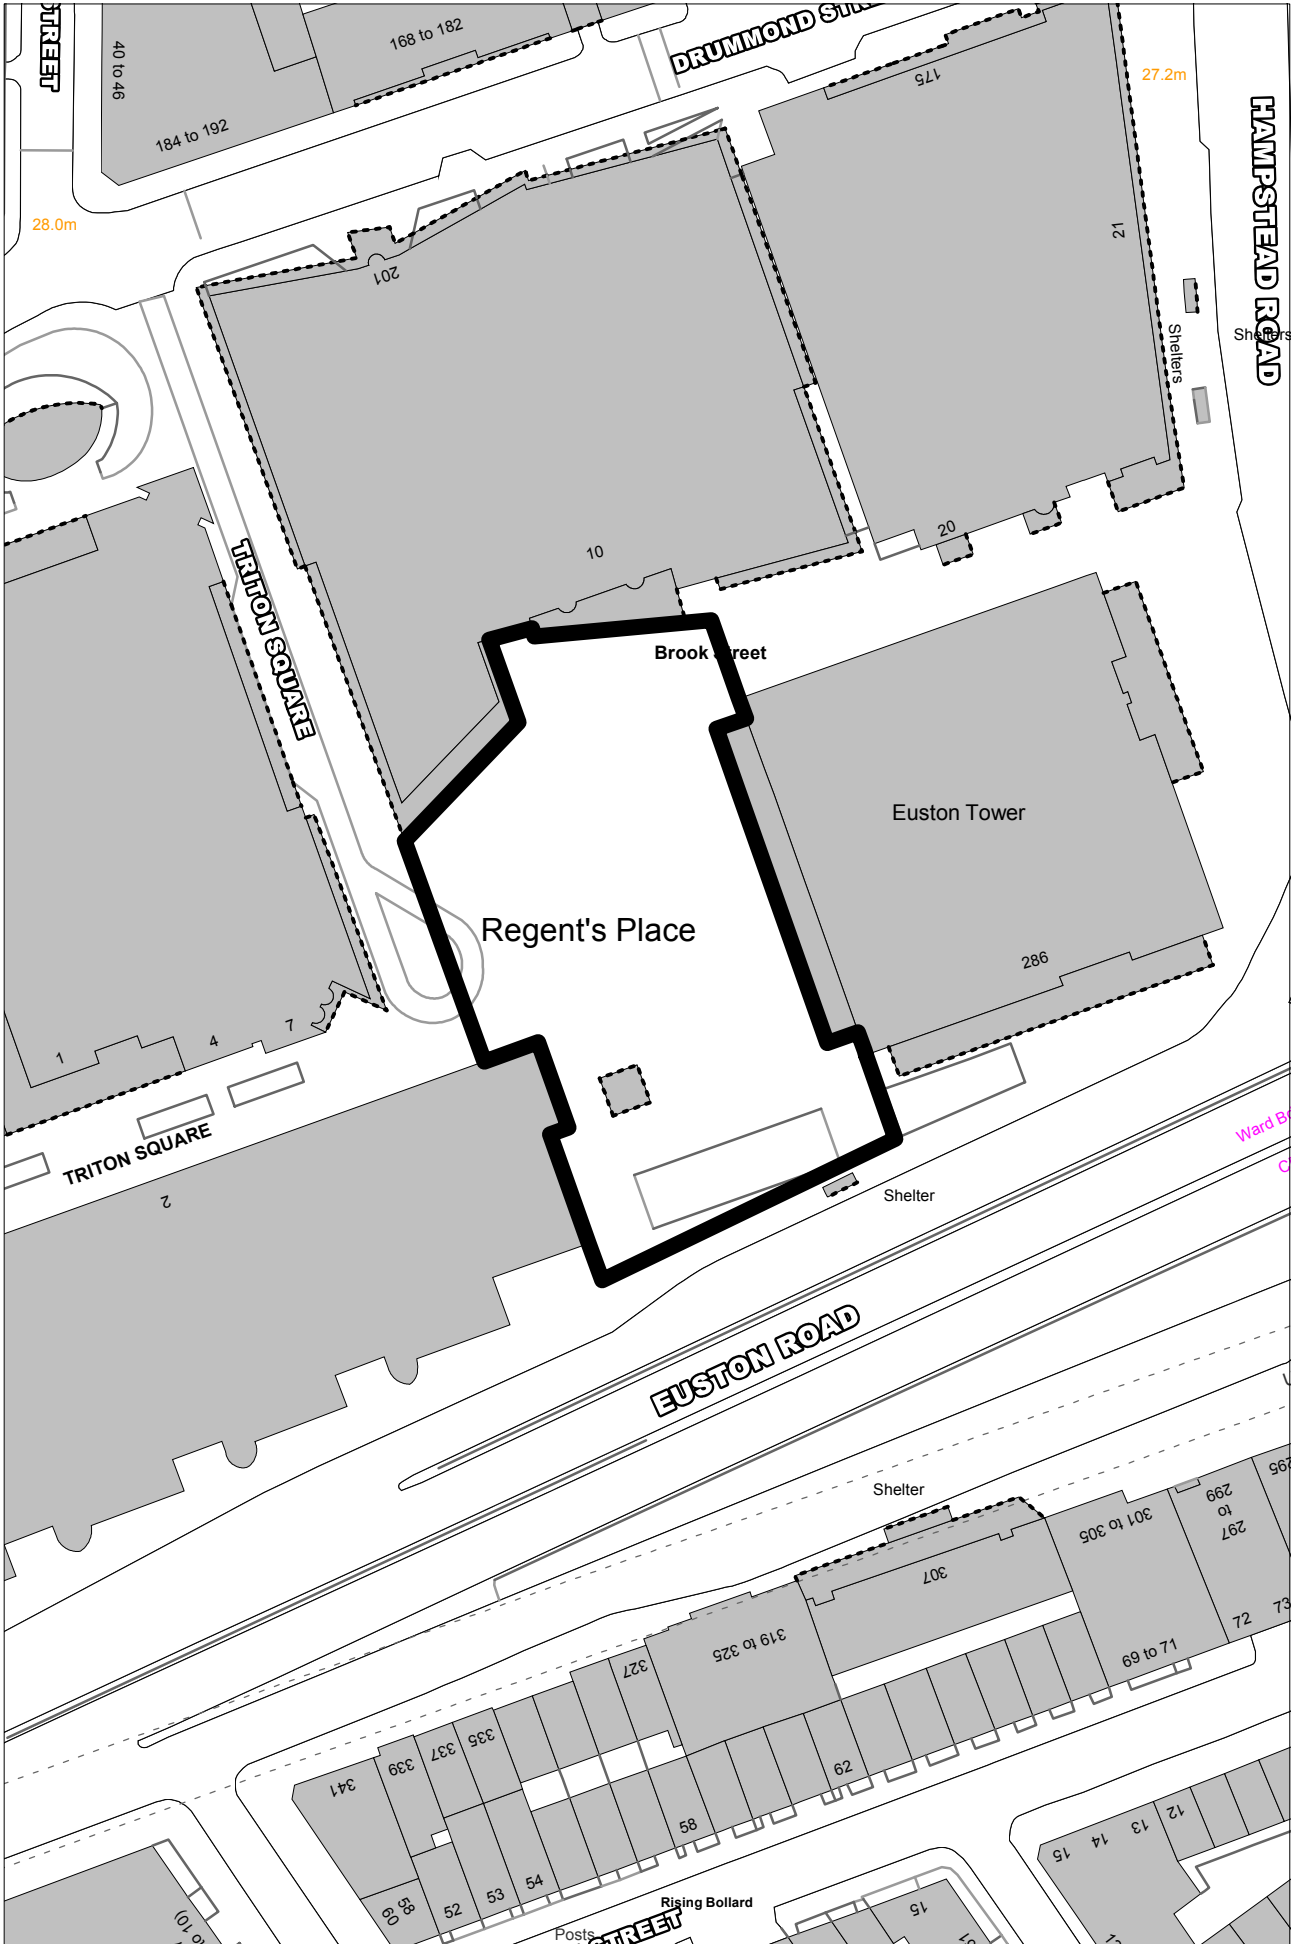 STREET
40 to 46
168 to 182
184 to 192
DRUMMOND
175
27.2m
HAMPSTEAD ROAD
28.0m
201
21
Shelters
Shelters
TRITON SQUARE
10
20
Brook Street
Euston Tower
Regent's Place
286
1
4
7
TRITON SQUARE
2
Shelter
Ward
EUSTON ROAD
Shelter
301 to 305
299
to
297
295
307
319 to 325
327
72
73
69 to 71
335
337
339
341
62
58
54
53
52
58
60
15
14
13
12
Rising Bollard
Posts
STREET
15